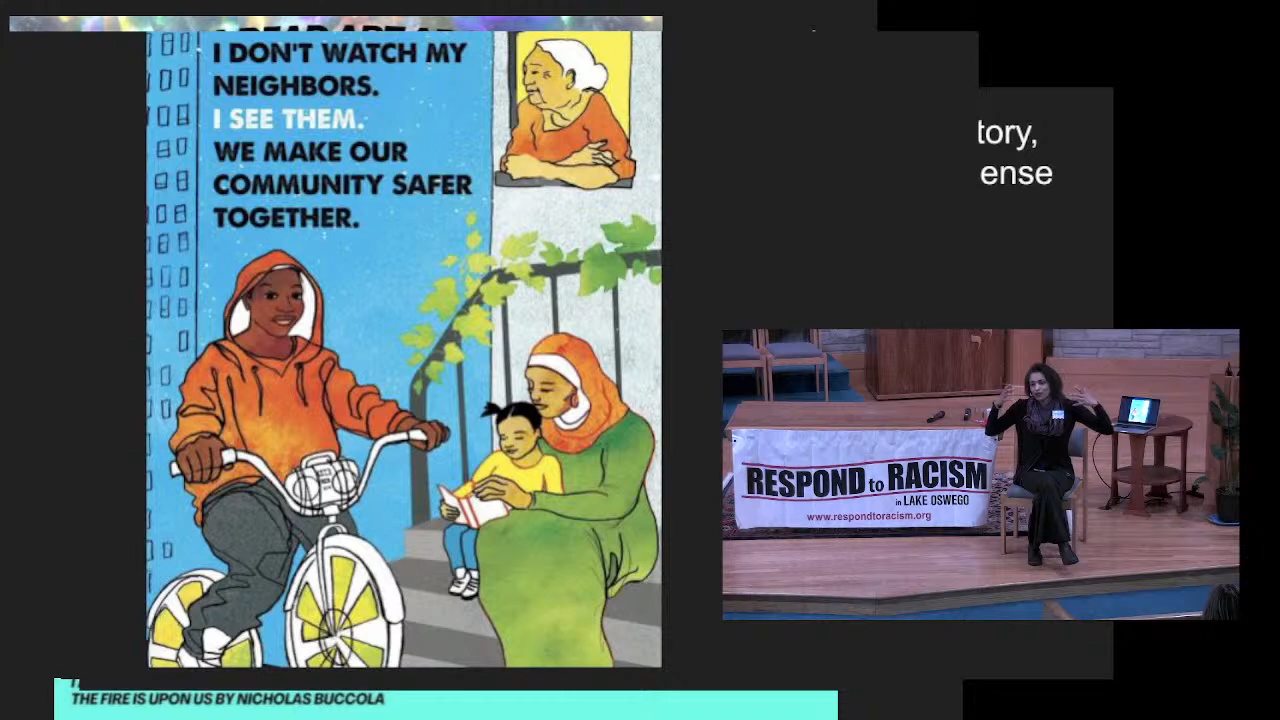 I DON'T WATCH MY
NEIGHBORS.
I SEE THEM.
WE MAKE OUR
COMMUNITY SAFER
TOGETHER.
tory,
ense
RESPOND to RACISM
in LAKE OSWEGO
www.respondtoracism.org
THE FIRE IS UPON US BY NICHOLAS BUCCOLA